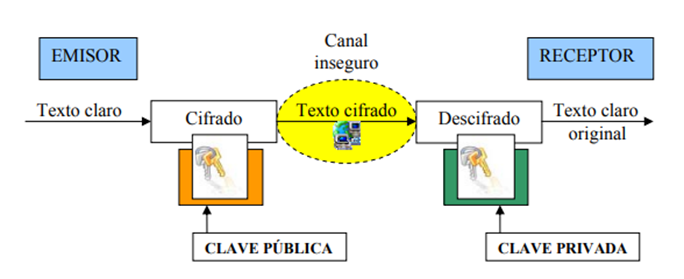 EMISOR
Canal
inseguro
RECEPTOR
Texto claro
Cifrado
Texto cifrado
Descifrado
Texto claro
original
CLAVE PÚBLICA
CLAVE PRIVADA